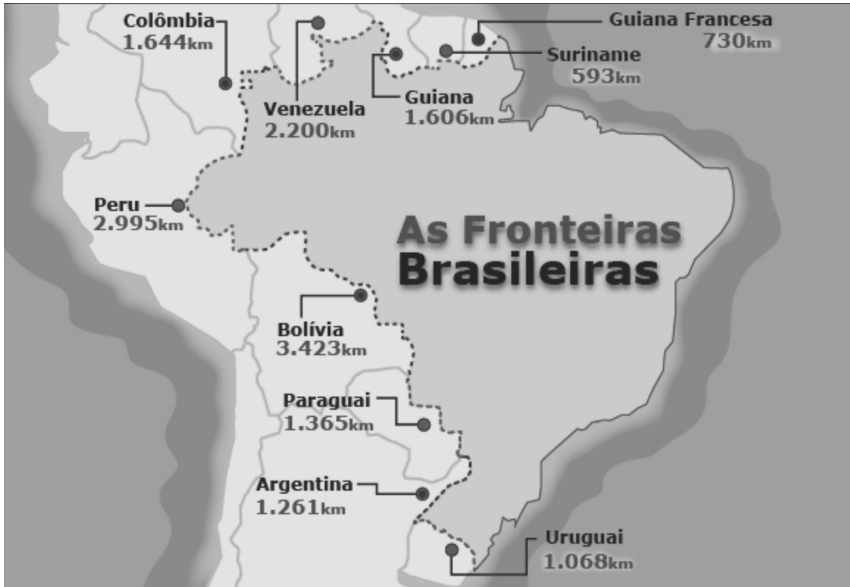 Colômbia
1.644km
Guiana Francesa
730km
Suriname
593km
Venezuela
2.200km
Guiana
1.606km
Peru
2.995km
As Fronteiras
Brasileiras
Bolívia
3.423km
Paraguai
1.365km
Argentina
1.261km
Uruguai
1.068km